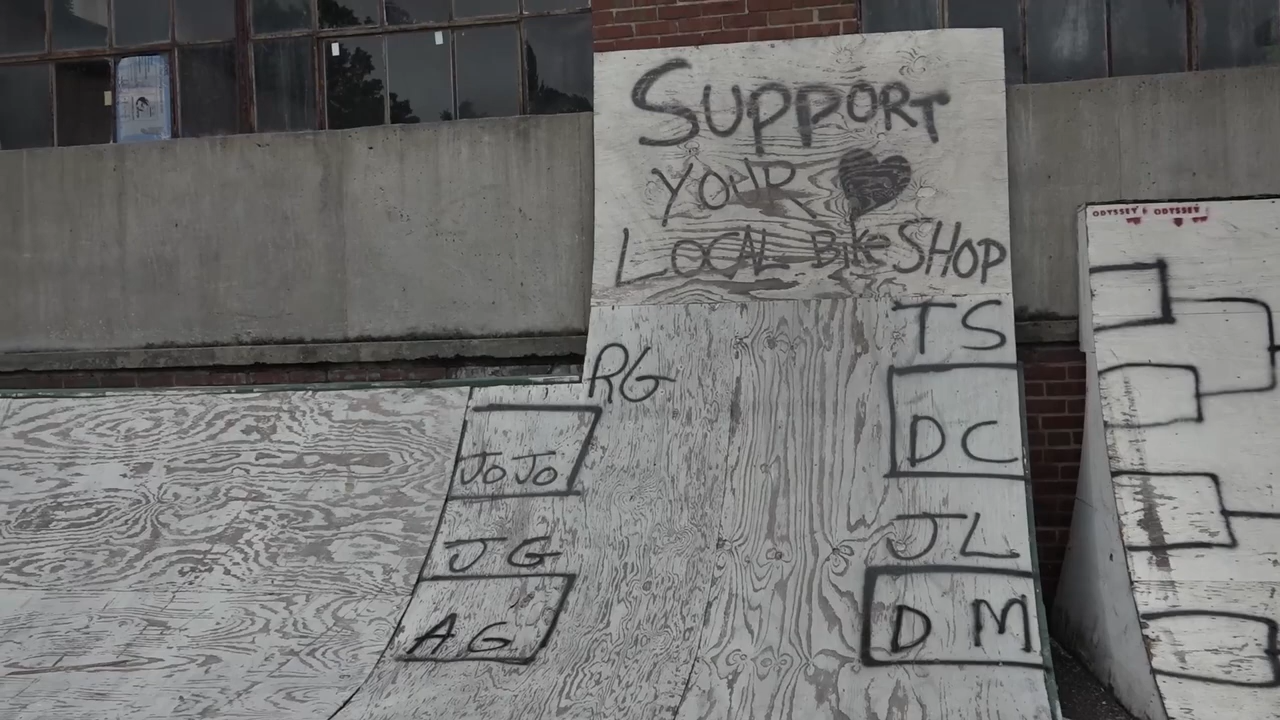 SUPPORT
YOUR ♥
LOCAL BikE SHOP
TS
RG
DC
JOJO
JG
JL
AG
DM
ODYSSEY ODYSSEY